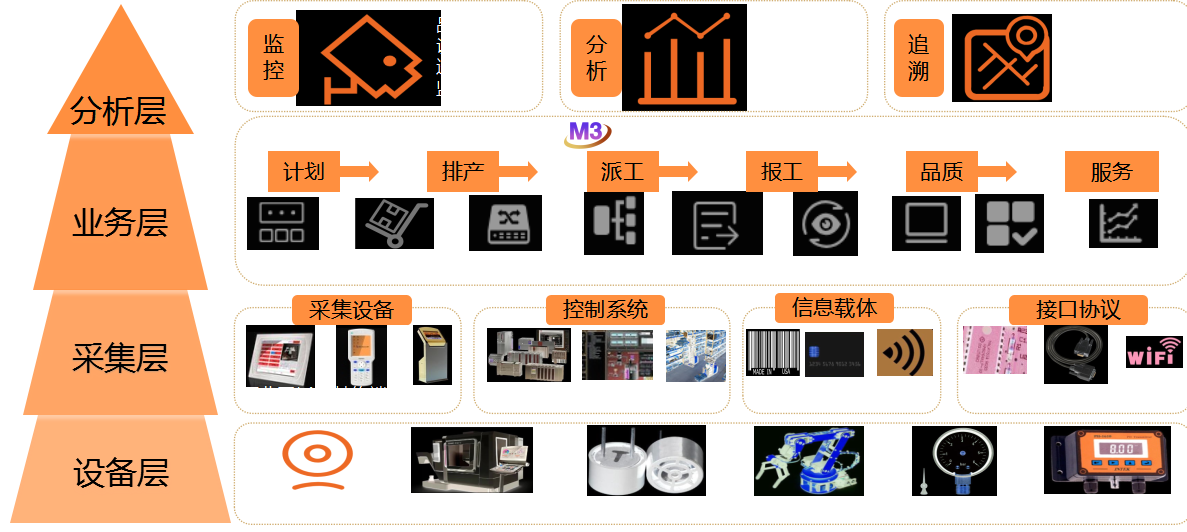 监控
分析
追溯
分析层
M3
计划
排产
派工
报工
品质
服务
业务层
采集设备
控制系统
信息载体
接口协议
采集层
MADE IN USA
WiFi
设备层
8.00